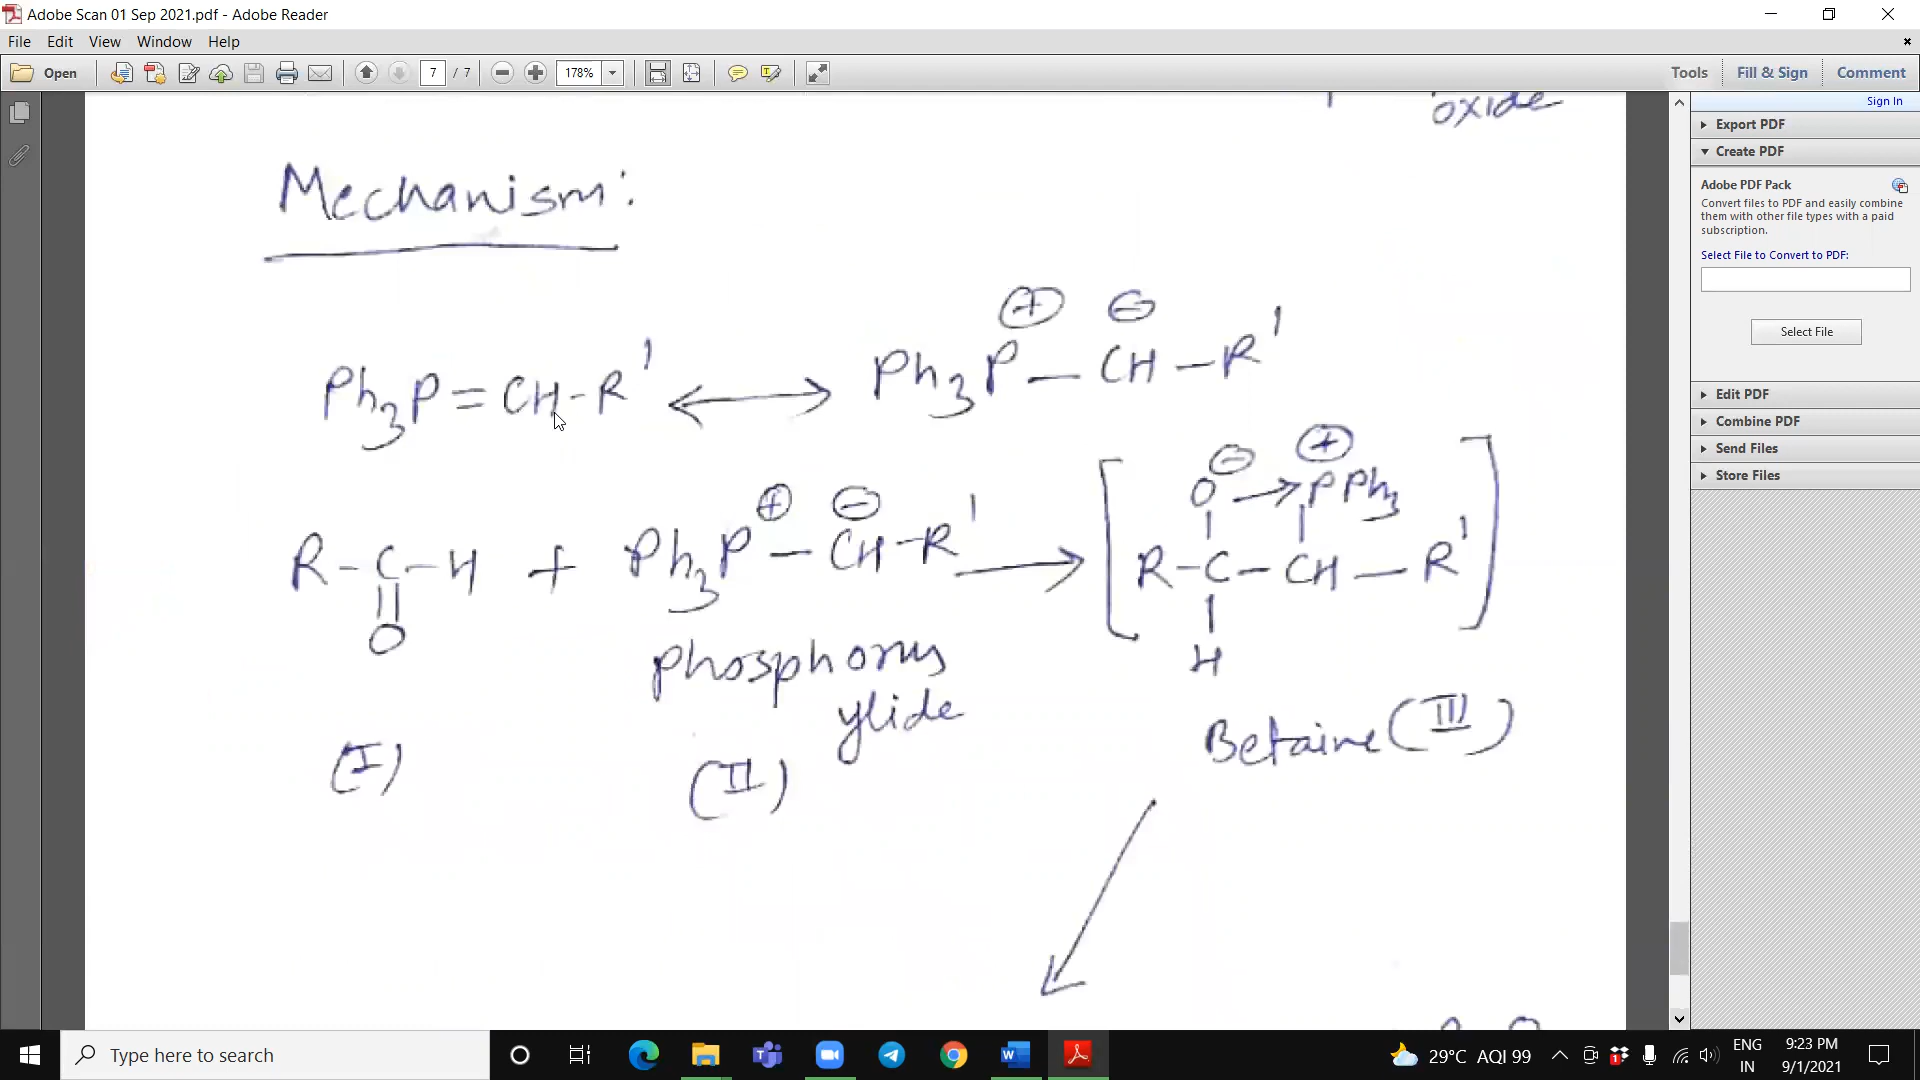 Adobe Scan 01 Sep 2021.pdf - Adobe Reader
File Edit View Window Help
Open 7 / 7 178% Tools Fill & Sign Comment
Sign In
Export PDF
Create PDF
Adobe PDF Pack
Convert files to PDF and easily combine
them with other file types with a paid
subscription.
Select File to Convert to PDF:
Select File
Edit PDF
Combine PDF
Send Files
Store Files
oxide
Mechanism:
Ph₃P=CH-R' ⟷ Ph₃P⊕—CH⊖—R'
R-C-H + Ph₃P⊕—CH⊖-R' ⟶ [O⊖→P⊕Ph₃
R-C-CH—R']
O
H
phosphorus
ylide
Betaine (III)
(I) (II)
Type here to search
29°C AQI 99 ENG 9:23 PM
IN 9/1/2021